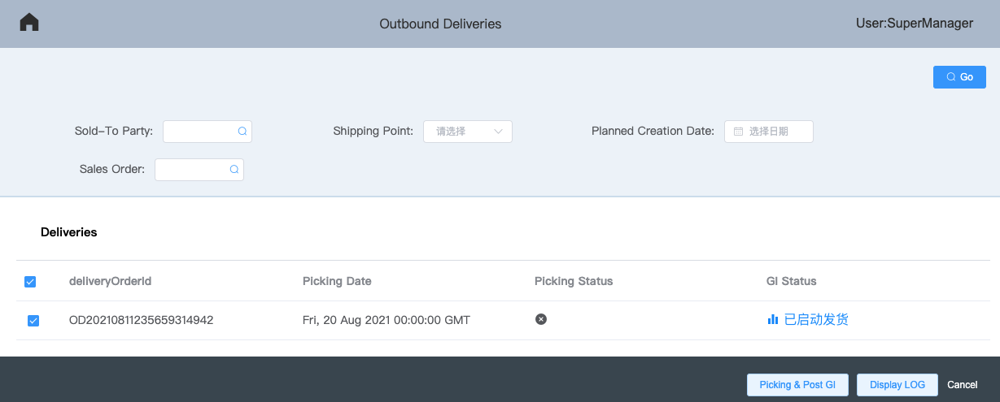 Outbound Deliveries
User:SuperManager
Go
Sold-To Party:
Shipping Point: 请选择
Planned Creation Date: 选择日期
Sales Order:
Deliveries
deliveryOrderId Picking Date Picking Status GI Status
OD20210811235659314942 Fri, 20 Aug 2021 00:00:00 GMT 已启动发货
Picking & Post GI Display LOG Cancel